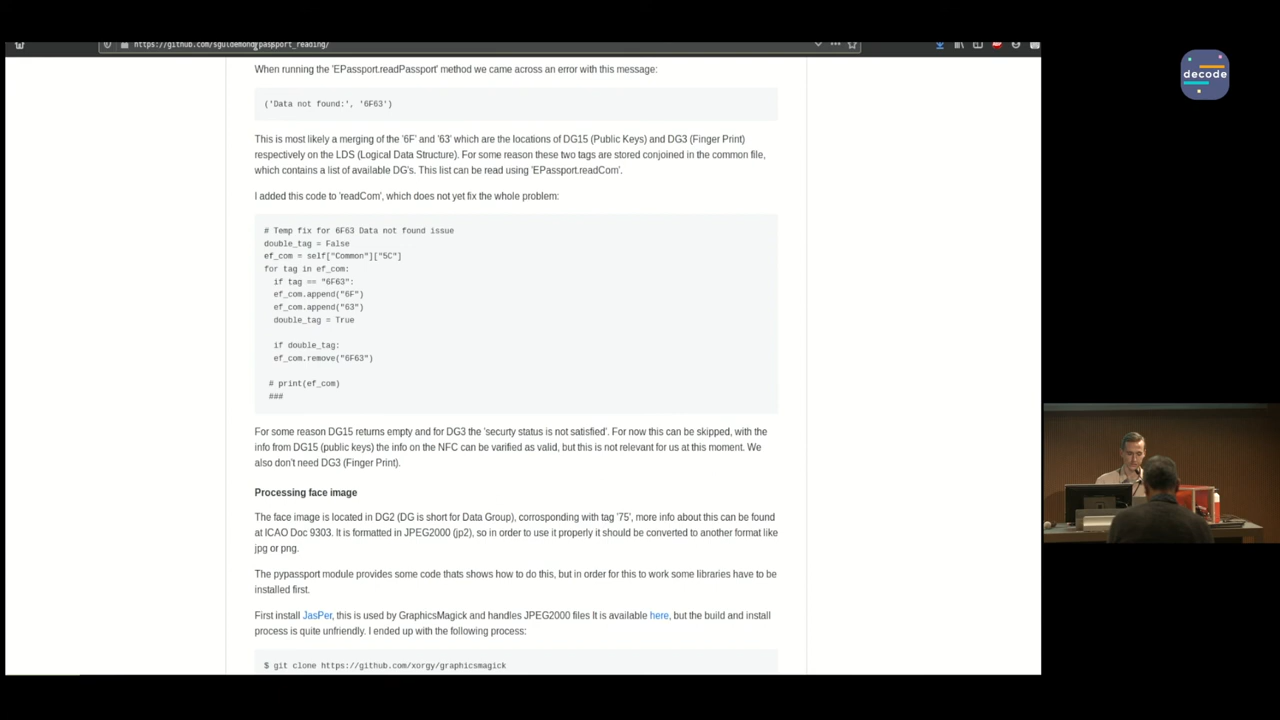 https://github.com/sguldemond/passport_reading/
decode
When running the 'EPassport.readPassport' method we came across an error with this message:
('Data not found:', '6F63')
This is most likely a merging of the '6F' and '63' which are the locations of DG15 (Public Keys) and DG3 (Finger Print)
respectively on the LDS (Logical Data Structure). For some reason these two tags are stored conjoined in the common file,
which contains a list of available DG's. This list can be read using 'EPassport.readCom'.
I added this code to 'readCom', which does not yet fix the whole problem:
# Temp fix for 6F63 Data not found issue
double_tag = False
ef_com = self["Common"]["5C"]
for tag in ef_com:
if tag == "6F63":
ef_com.append("6F")
ef_com.append("63")
double_tag = True
if double_tag:
ef_com.remove("6F63")
# print(ef_com)
###
For some reason DG15 returns empty and for DG3 the 'securty status is not satisfied'. For now this can be skipped, with the
info from DG15 (public keys) the info on the NFC can be varified as valid, but this is not relevant for us at this moment. We
also don't need DG3 (Finger Print).
Processing face image
The face image is located in DG2 (DG is short for Data Group), corrosponding with tag '75', more info about this can be found
at ICAO Doc 9303. It is formatted in JPEG2000 (jp2), so in order to use it properly it should be converted to another format like
jpg or png.
The pypassport module provides some code thats shows how to do this, but in order for this to work some libraries have to be
installed first.
First install JasPer, this is used by GraphicsMagick and handles JPEG2000 files It is available here, but the build and install
process is quite unfriendly. I ended up with the following process:
$ git clone https://github.com/xorgy/graphicsmagick